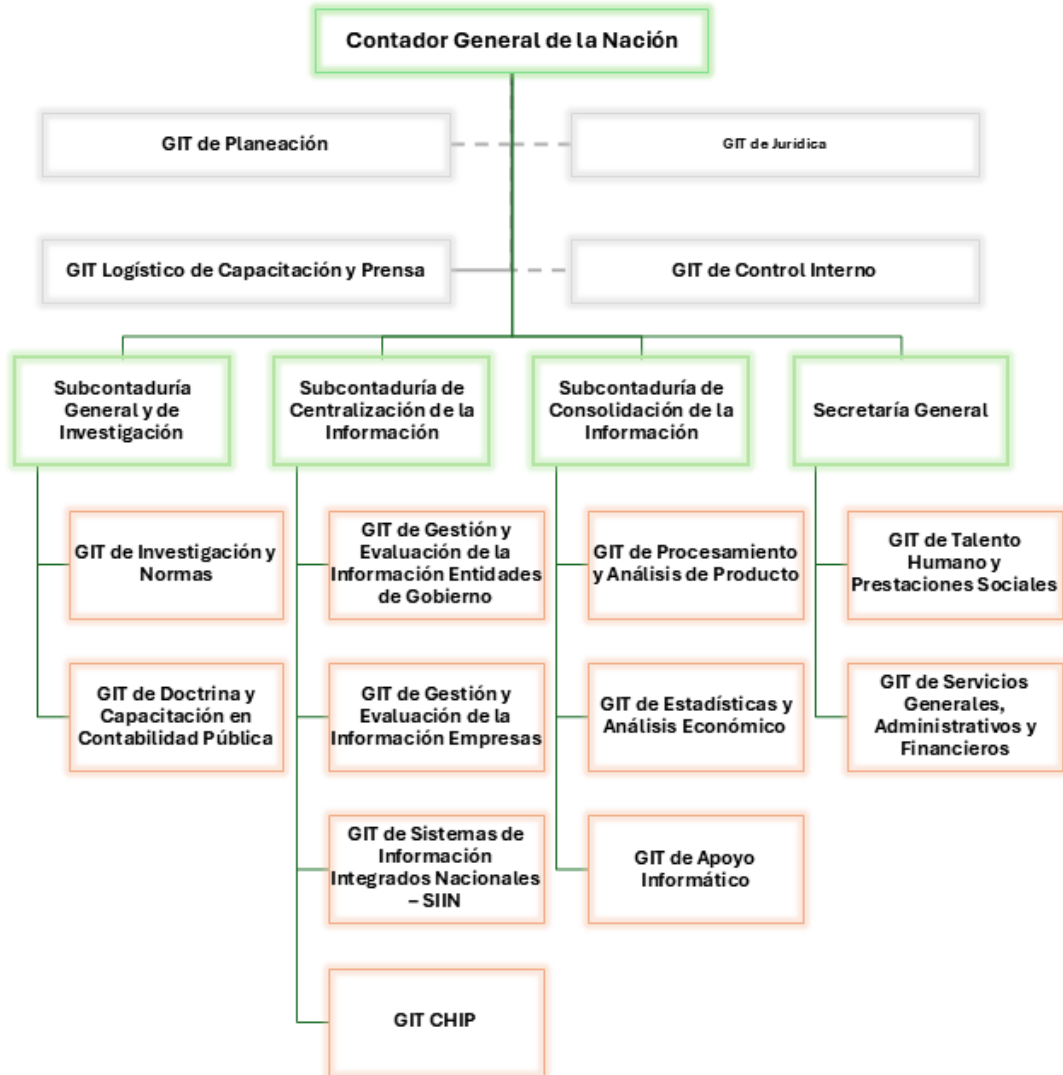 Contador General de la Nación
GIT de Planeación
GIT de Juridica
GIT Logístico de Capacitación y Prensa
GIT de Control Interno
Subcontaduría
General y de
Investigación
Subcontaduría de
Centralización de la
Información
Subcontaduría de
Consolidación de la
Información
Secretaría General
GIT de Investigación y
Normas
GIT de Gestión y
Evaluación de la
Información Entidades
de Gobierno
GIT de Procesamiento
y Análisis de Producto
GIT de Talento
Humano y
Prestaciones Sociales
GIT de Doctrina y
Capacitación en
Contabilidad Pública
GIT de Gestión y
Evaluación de la
Información Empresas
GIT de Estadísticas y
Análisis Económico
GIT de Servicios
Generales,
Administrativos y
Financieros
GIT de Sistemas de
Información
Integrados Nacionales
– SIIN
GIT de Apoyo
Informático
GIT CHIP